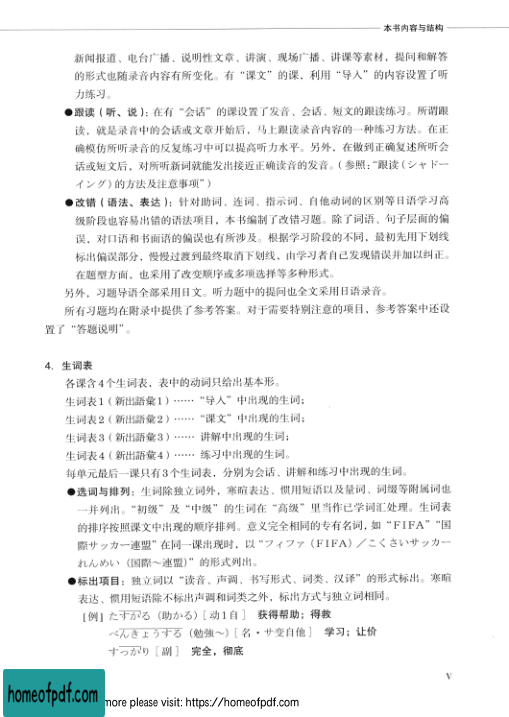 本书内容与结构
新闻报道、电台广播、说明性文章、讲演、现场广播、讲课等素材，提问和解答
的形式也随录音内容有所变化。有“课文”的课，利用“导入”的内容设置了听
力练习。
●跟读（听、说）：在有“会话”的课设置了发音、会话、短文的跟读练习。所谓跟
读，就是录音中的会话或文章开始后，马上跟读录音内容的一种练习方法。在正
确模仿所听录音的反复练习中可以提高听力水平。另外，在做到正确复述所听会
话或短文后，对所听新词就能发出接近正确读音的发音。（参照：“跟读（シャドー
イング）的方法及注意事项”）
●改错（语法、表达）：针对助词、连词、指示词、自他动词的区别等日语学习高
级阶段也容易出错的语法项目，本书编制了改错习题。除了词语、句子层面的偏
误，对口语和书面语的偏误也有所涉及。根据学习阶段的不同，最初先用下划线
标出偏误部分，慢慢过渡到最终取消下划线，由学习者自己发现错误并加以纠正。
在题型方面，也采用了改变顺序或多项选择等多种形式。
另外，习题导语全部采用日文。听力题中的提问也全文采用日语录音。
所有习题均在附录中提供了参考答案。对于需要特别注意的项目，参考答案中还设
置了“答题说明”。
4. 生词表
各课含4个生词表，表中的动词只给出基本形。
生词表1（新出語彙1）……“导人”中出现的生词；
生词表2（新出語彙2）……“课文”中出现的生词；
生词表3（新出語彙3）……讲解中出现的生词；
生词表4（新出語彙4）……练习中出现的生词。
每单元最后一课只有3个生词表，分别为会话、讲解和练习中出现的生词。
●选词与排列：生词除独立词外，寒暄表达、惯用短语以及量词、词缀等附属词也
一并列出。“初级”及“中级”的生词在“高级”里当作已学词汇处理。生词表
的排序按照课文中出现的顺序排列。意义完全相同的专有名词，如“FIFA”“国
際サッカー連盟”在同一课出现时，以“フィファ（FIFA）／こくさいサッカー
れんめい（国際～連盟）”的形式列出。
●标出项目：独立词以“读音、声调、书写形式、词类、汉译”的形式标出。寒暄
表达、惯用短语除不标出声调和词类之外，标出方式与独立词相同。
［例］たすかる（助かる）［动1自］ 获得帮助；得救
べんきょうする（勉強～）［名・サ变自他］ 学习；让价
すっかり［副］ 完全，彻底
V
homeofpdf.com
more please visit: https://homeofpdf.com